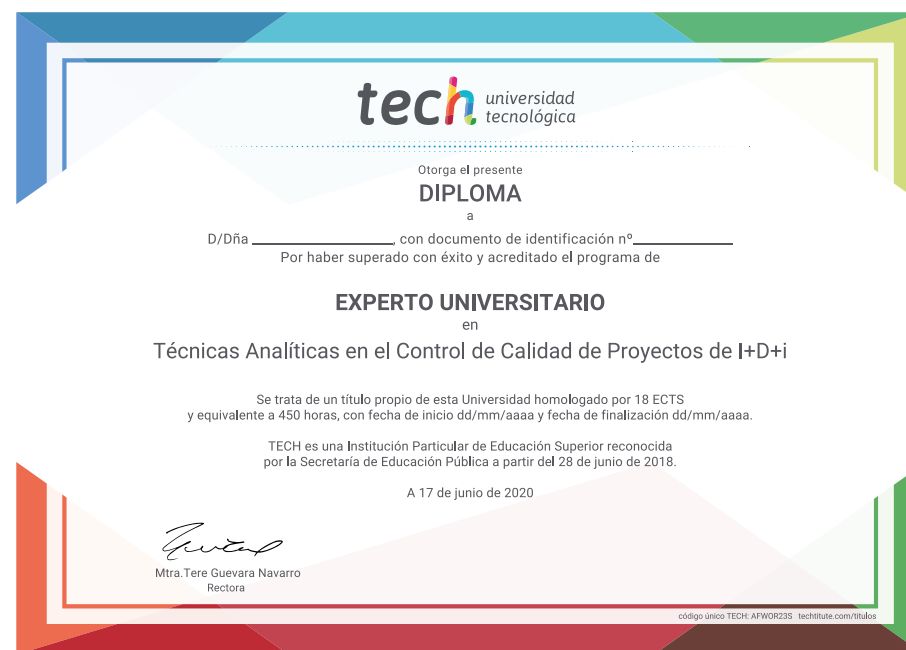 tech universidad
tecnológica
Otorga el presente
DIPLOMA
a
D/Dña ____________, con documento de identificación nº____________
Por haber superado con éxito y acreditado el programa de
EXPERTO UNIVERSITARIO
en
Técnicas Analíticas en el Control de Calidad de Proyectos de I+D+i
Se trata de un título propio de esta Universidad homologado por 18 ECTS
y equivalente a 450 horas, con fecha de inicio dd/mm/aaaa y fecha de finalización dd/mm/aaaa.
TECH es una Institución Particular de Educación Superior reconocida
por la Secretaría de Educación Pública a partir del 28 de junio de 2018.
A 17 de junio de 2020
Mtra.Tere Guevara Navarro
Rectora
código único TECH: AFWOR23S techtitute.com/titulos